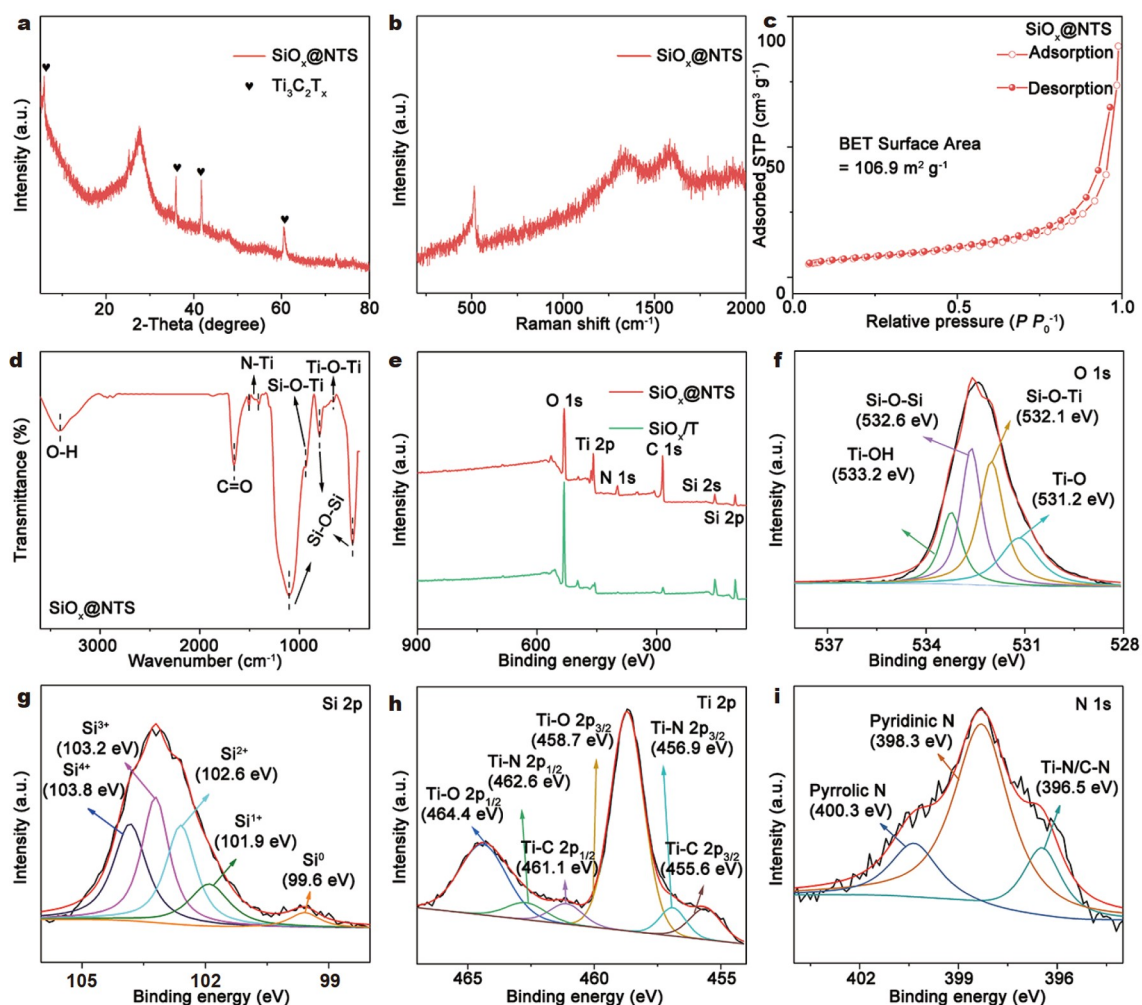 a
SiOₓ@NTS
♥ Ti₃C₂Tₓ
Intensity (a.u.)
0 20 40 60 80
2-Theta (degree)
b
SiOₓ@NTS
Intensity (a.u.)
500 1000 1500 2000
Raman shift (cm⁻¹)
c
SiOₓ@NTS
Adsorption
Desorption
BET Surface Area
= 106.9 m² g⁻¹
Adsorbed STP (cm³ g⁻¹)
100
50
0
0.0 0.5 1.0
Relative pressure (P P₀⁻¹)
d
N-Ti
Ti-O-Ti
Si-O-Ti
O-H
C=O
Si-O-Si
SiOₓ@NTS
Transmittance (%)
3000 2000 1000
Wavenumber (cm⁻¹)
e
SiOₓ@NTS
SiOₓ/T
O 1s
Ti 2p
C 1s
N 1s
Si 2s
Si 2p
Intensity (a.u.)
900 600 300
Binding energy (eV)
f
O 1s
Si-O-Si
(532.6 eV)
Si-O-Ti
(532.1 eV)
Ti-OH
(533.2 eV)
Ti-O
(531.2 eV)
Intensity (a.u.)
537 534 531 528
Binding energy (eV)
g
Si 2p
Si³⁺
(103.2 eV)
Si⁴⁺
(103.8 eV)
Si²⁺
(102.6 eV)
Si¹⁺
(101.9 eV)
Si⁰
(99.6 eV)
Intensity (a.u.)
105 102 99
Binding energy (eV)
h
Ti 2p
Ti-O 2p₃/₂
(458.7 eV)
Ti-N 2p₃/₂
(456.9 eV)
Ti-N 2p₁/₂
(462.6 eV)
Ti-O 2p₁/₂
(464.4 eV)
Ti-C 2p₁/₂
(461.1 eV)
Ti-C 2p₃/₂
(455.6 eV)
Intensity (a.u.)
465 460 455
Binding energy (eV)
i
N 1s
Pyridinic N
(398.3 eV)
Ti-N/C-N
(396.5 eV)
Pyrrolic N
(400.3 eV)
Intensity (a.u.)
402 399 396
Binding energy (eV)